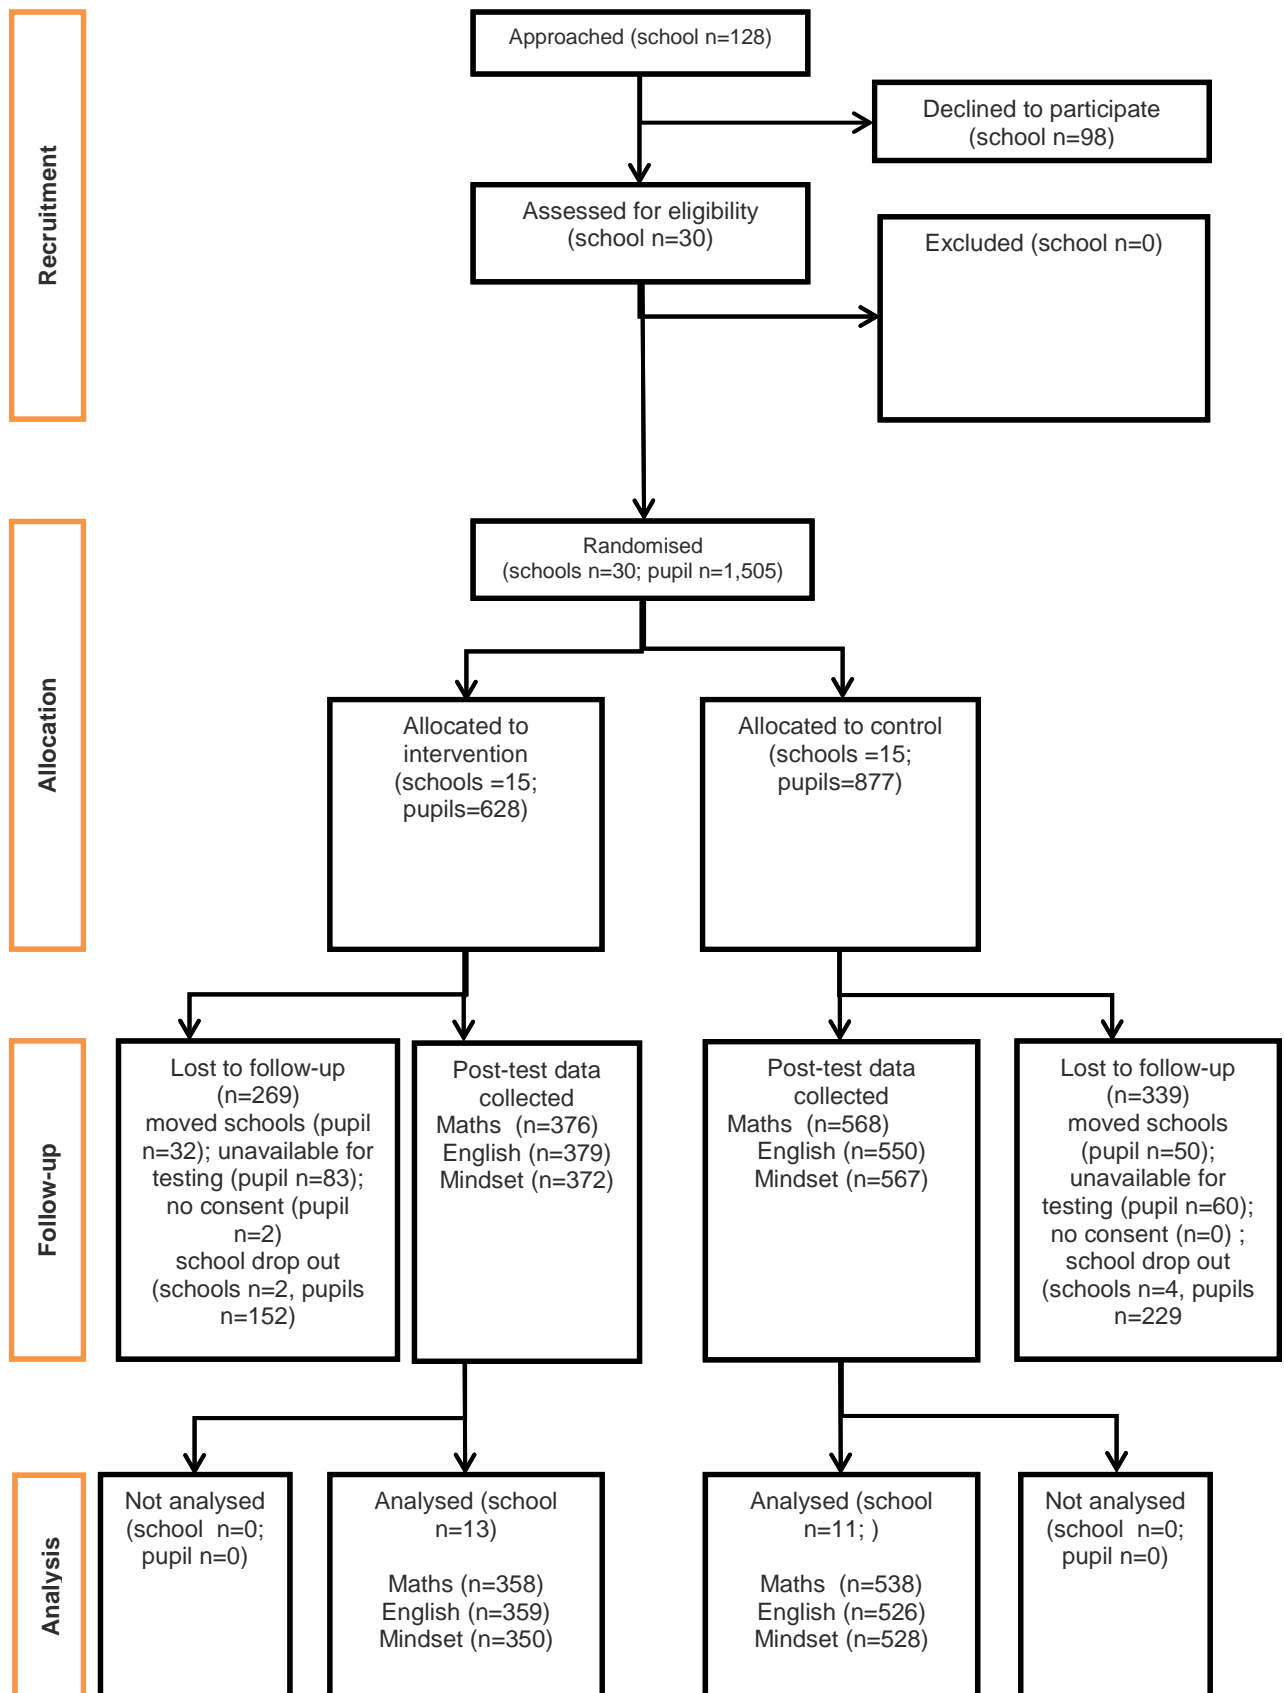 Recruitment
Approached (school n=128)
Declined to participate
(school n=98)
Assessed for eligibility
(school n=30)
Excluded (school n=0)
Allocation
Randomised
(schools n=30; pupil n=1,505)
Allocated to
intervention
(schools =15;
pupils=628)
Allocated to control
(schools =15;
pupils=877)
Follow-up
Lost to follow-up
(n=269)
moved schools (pupil
n=32); unavailable for
testing (pupil n=83);
no consent (pupil
n=2)
school drop out
(schools n=2, pupils
n=152)
Post-test data
collected
Maths (n=376)
English (n=379)
Mindset (n=372)
Post-test data
collected
Maths (n=568)
English (n=550)
Mindset (n=567)
Lost to follow-up
(n=339)
moved schools
(pupil n=50);
unavailable for
testing (pupil n=60);
no consent (n=0) ;
school drop out
(schools n=4, pupils
n=229
Analysis
Not analysed
(school n=0;
pupil n=0)
Analysed (school
n=13)
Maths (n=358)
English (n=359)
Mindset (n=350)
Analysed (school
n=11; )
Maths (n=538)
English (n=526)
Mindset (n=528)
Not analysed
(school n=0;
pupil n=0)